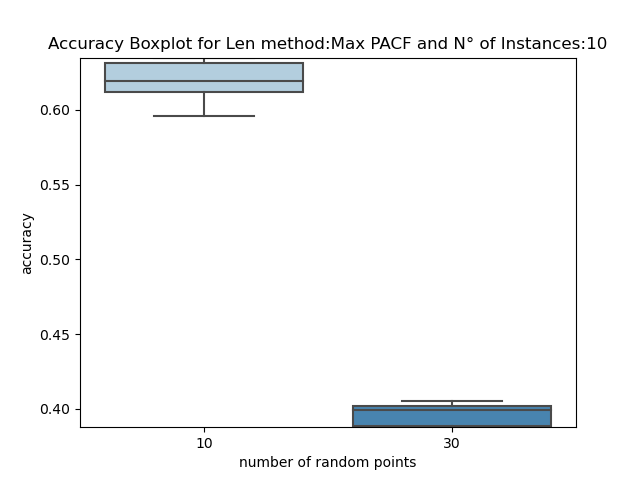 Accuracy Boxplot for Len method:Max PACF and N° of Instances:10
0.60
0.55
0.50
0.45
0.40
accuracy
10 30
number of random points